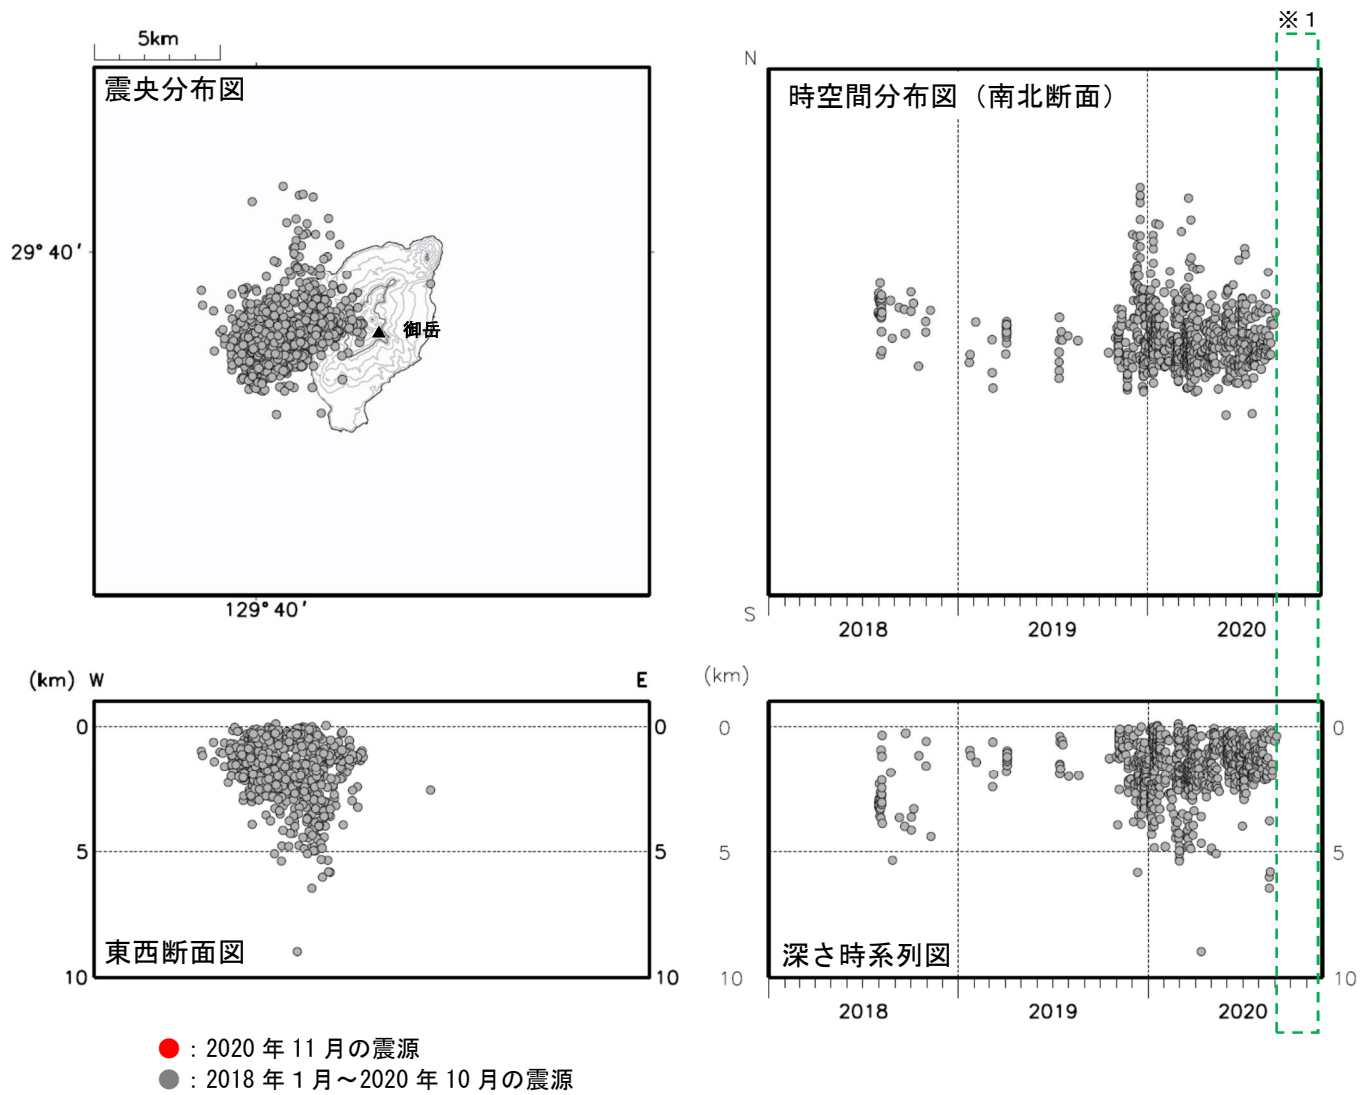 ※１
5km
震央分布図
29°40′
御岳
129°40′
N
時空間分布図（南北断面）
S
2018
2019
2020
(km) W
E
0
0
5
5
東西断面図
10
10
(km)
0
0
5
5
深さ時系列図
10
10
2018
2019
2020
●：2020 年 11 月の震源
●：2018 年１月～2020 年 10 月の震源